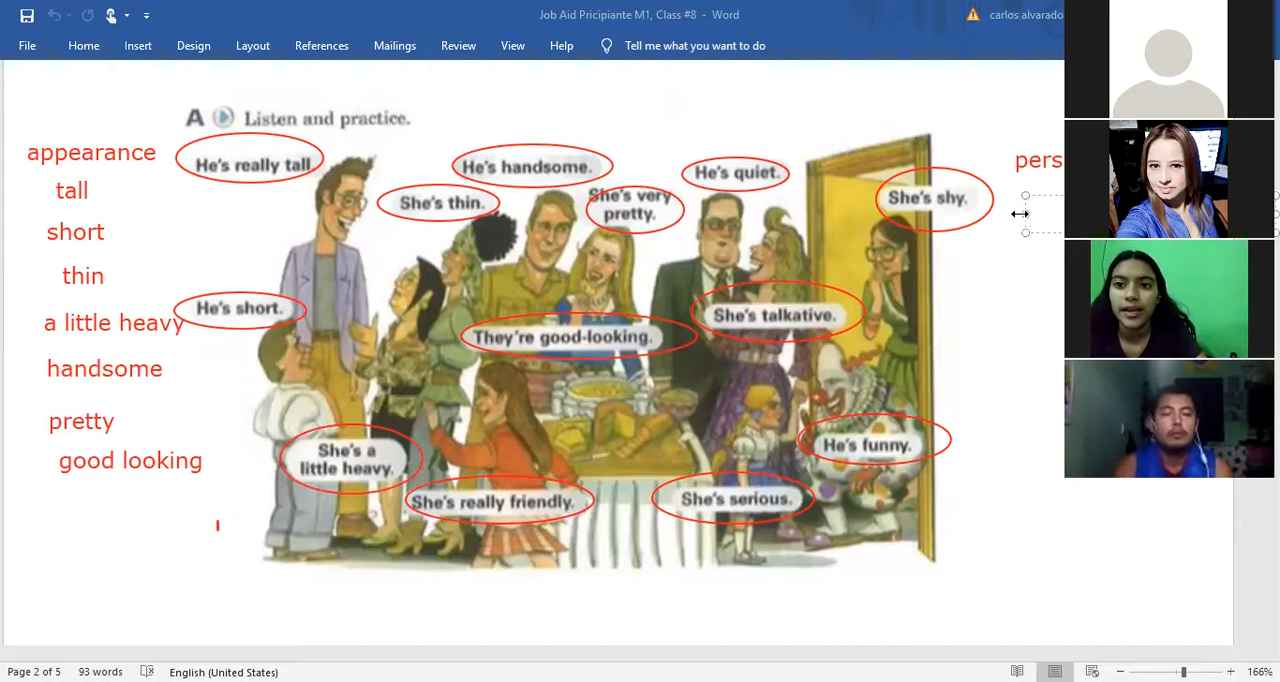 Job Aid Pricipiante M1, Class #8 - Word
carlos alvarado
File Home Insert Design Layout References Mailings Review View Help Tell me what you want to do
A Listen and practice.
appearance
tall
short
thin
a little heavy
handsome
pretty
good looking
pers
He's really tall
He's handsome.
He's quiet.
She's thin.
She's very
pretty.
She's shy.
He's short.
They're good-looking.
She's talkative.
She's a
little heavy.
He's funny.
She's really friendly.
She's serious.
Page 2 of 5 93 words English (United States) 166%